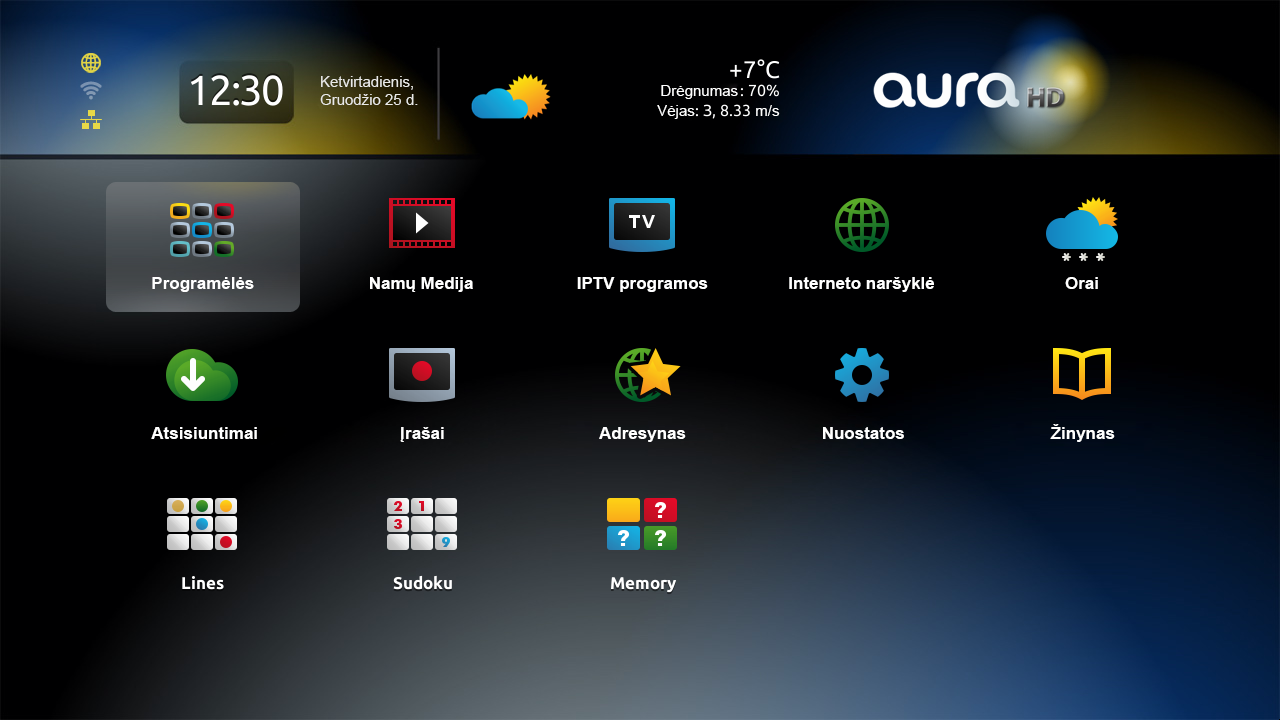 12:30
Ketvirtadienis,
Gruodžio 25 d.
+7°C
Drėgnumas: 70%
Vėjas: 3, 8.33 m/s
aura HD
TV
Programėlės
Namų Medija
IPTV programos
Interneto naršyklė
Orai
Atsisiuntimai
Įrašai
Adresynas
Nuostatos
Žinynas
2 1
3
9
?
? ?
Lines
Sudoku
Memory